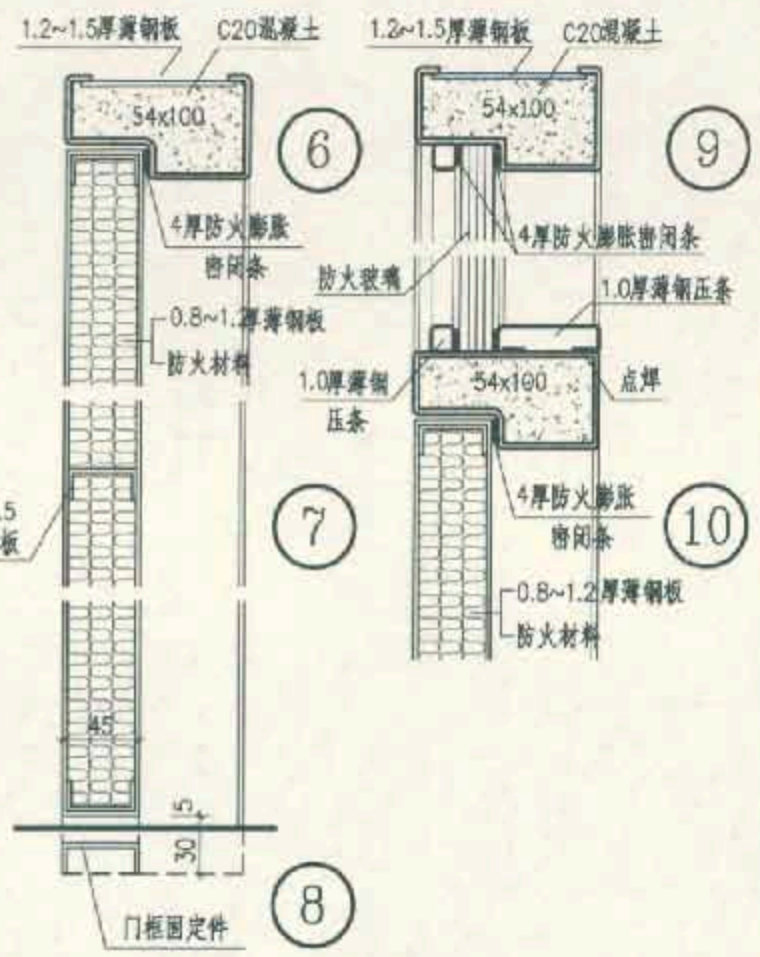 1.2~1.5厚薄钢板
C20混凝土
54x100
6
4厚防火膨胀
密闭条
0.8~1.2厚薄钢板
防火材料
.5
板
7
45
5
30
8
门框固定件
1.2~1.5厚薄钢板
C20混凝土
54x100
9
4厚防火膨胀密闭条
防火玻璃
1.0厚薄钢压条
1.0厚薄钢
压条
54x100
点焊
4厚防火膨胀
密闭条
10
0.8~1.2厚薄钢板
防火材料